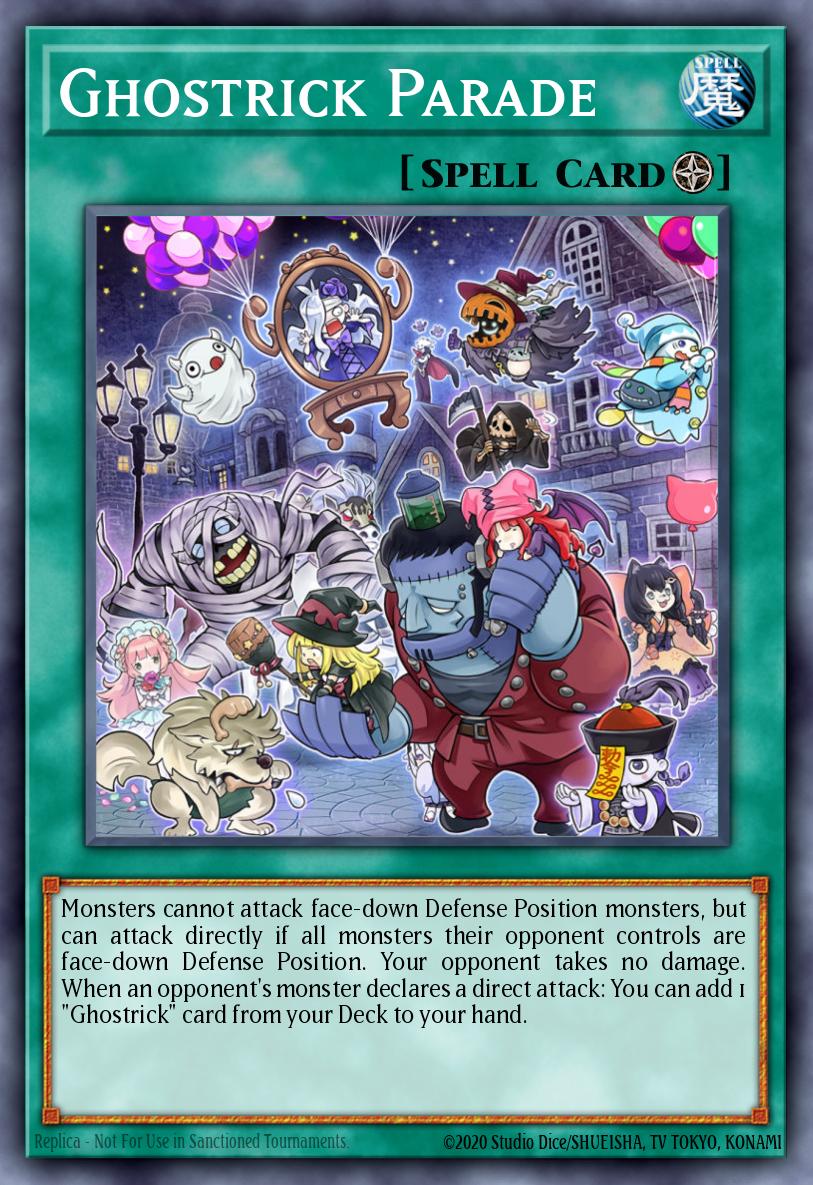 Ghostrick Parade
SPELL
魔
[Spell Card]
勅令
Monsters cannot attack face-down Defense Position monsters, but
can attack directly if all monsters their opponent controls are
face-down Defense Position. Your opponent takes no damage.
When an opponent's monster declares a direct attack: You can add 1
"Ghostrick" card from your Deck to your hand.
Replica - Not For Use in Sanctioned Tournaments.
©2020 Studio Dice/SHUEISHA, TV TOKYO, KONAMI